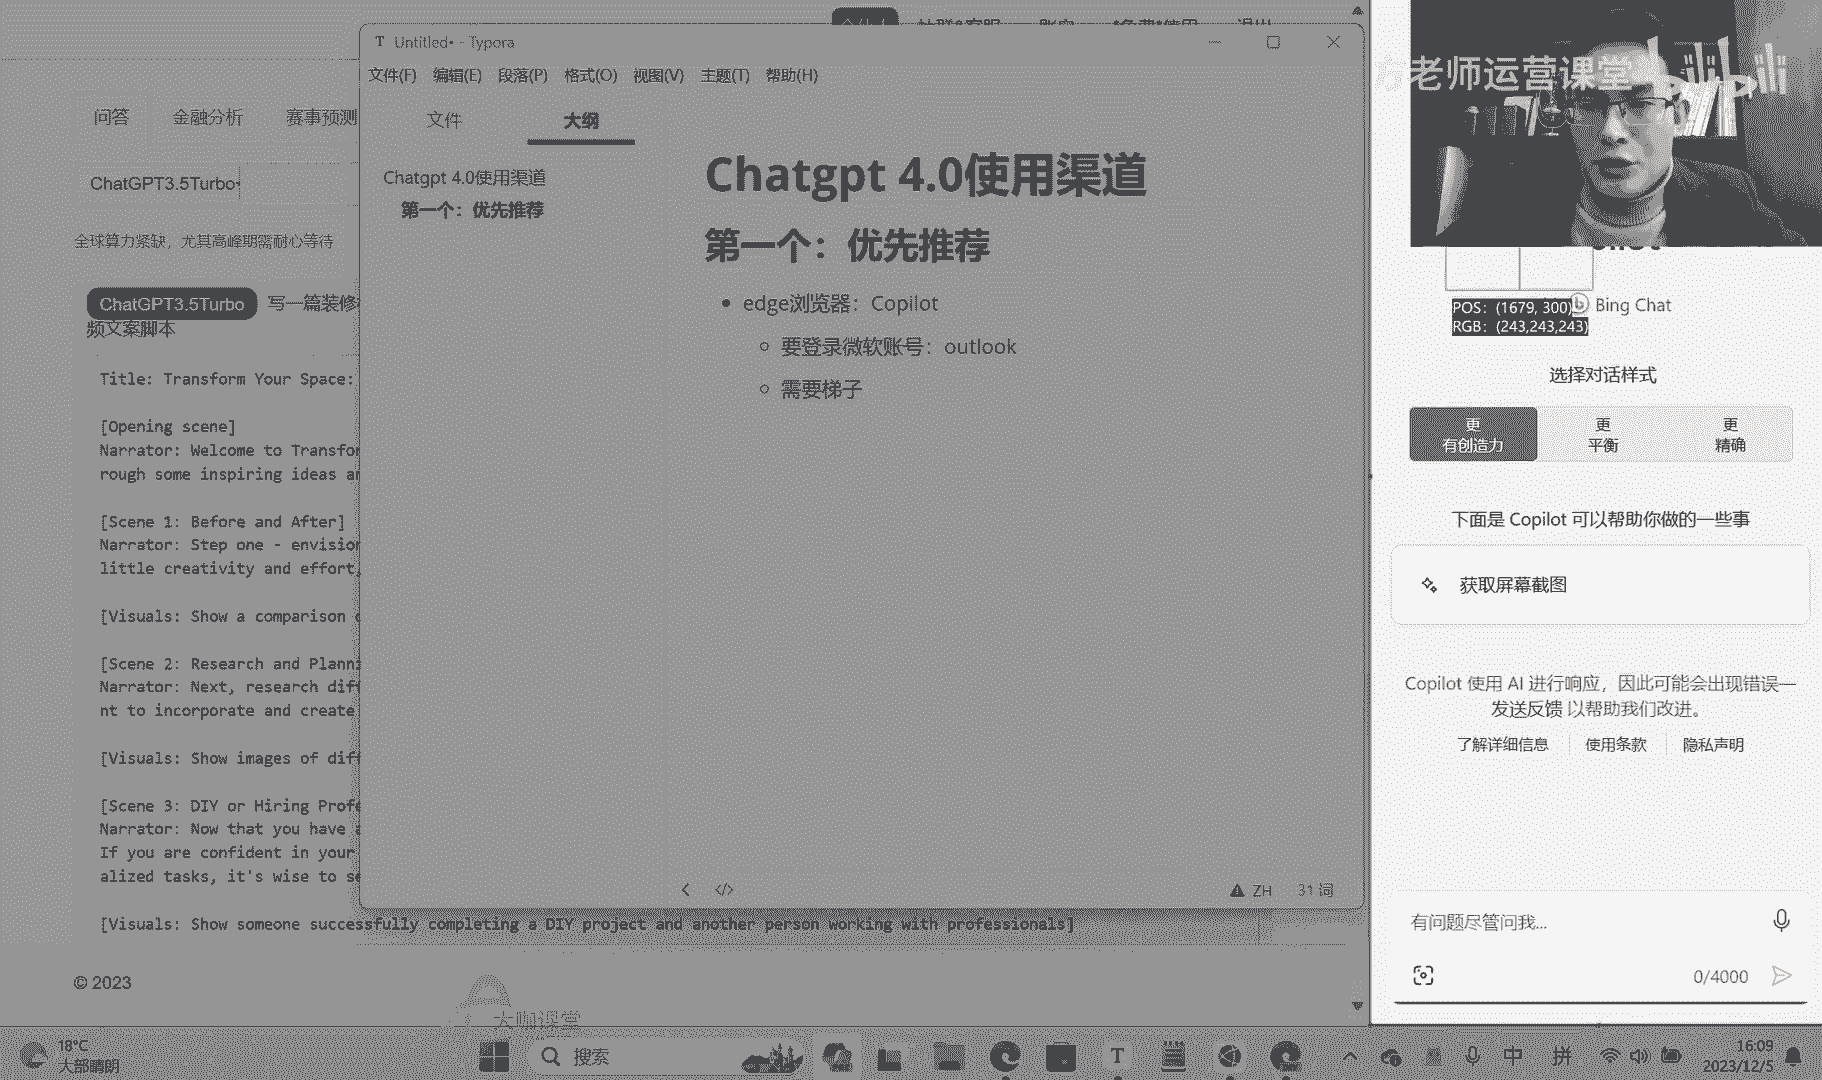 Untitled• - Typora
文件(F) 编辑(E) 段落(P) 格式(O) 视图(V) 主题(T) 帮助(H)
文件 大纲
Chatgpt 4.0使用渠道
第一个：优先推荐
Chatgpt 4.0使用渠道
第一个：优先推荐
edge浏览器：Copilot
要登录微软账号：outlook
需要梯子
ZH 31 词
问答 金融分析 赛事预测
ChatGPT3.5Turbo
全球算力紧缺，尤其高峰期需耐心等待
ChatGPT3.5Turbo 写一篇装修
频文案脚本
Title: Transform Your Space:
[Opening scene]
Narrator: Welcome to Transfor
rough some inspiring ideas
[Scene 1: Before and After]
Narrator: Step one - envision
little creativity and effort,
[Visuals: Show a comparison
[Scene 2: Research and Planni
Narrator: Next, research diff
nt to incorporate and create
[Visuals: Show images of diff
[Scene 3: DIY or Hiring Profe
Narrator: Now that you have
If you are confident in your
alized tasks, it's wise to se
[Visuals: Show someone successfully completing a DIY project and another person working with professionals]
© 2023
大咖课堂
老师运营课堂
POS: (1679, 300)
RGB: (243,243,243)
Bing Chat
选择对话样式
更 有创造力
更 平衡
更 精确
下面是 Copilot 可以帮助你做的一些事
获取屏幕截图
Copilot 使用 AI 进行响应，因此可能会出现错误—
发送反馈 以帮助我们改进。
了解详细信息 使用条款 隐私声明
有问题尽管问我...
0/4000
18°C
大部晴朗
搜索
T
中 拼
16:09
2023/12/5